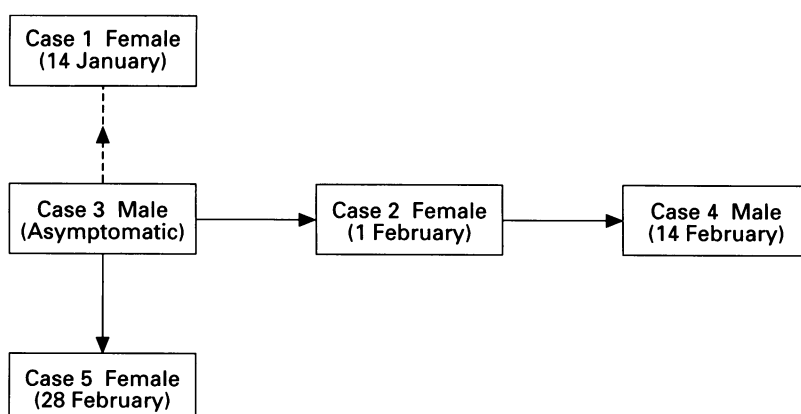 Case 1 Female
(14 January)
Case 3 Male
(Asymptomatic)
Case 2 Female
(1 February)
Case 4 Male
(14 February)
Case 5 Female
(28 February)